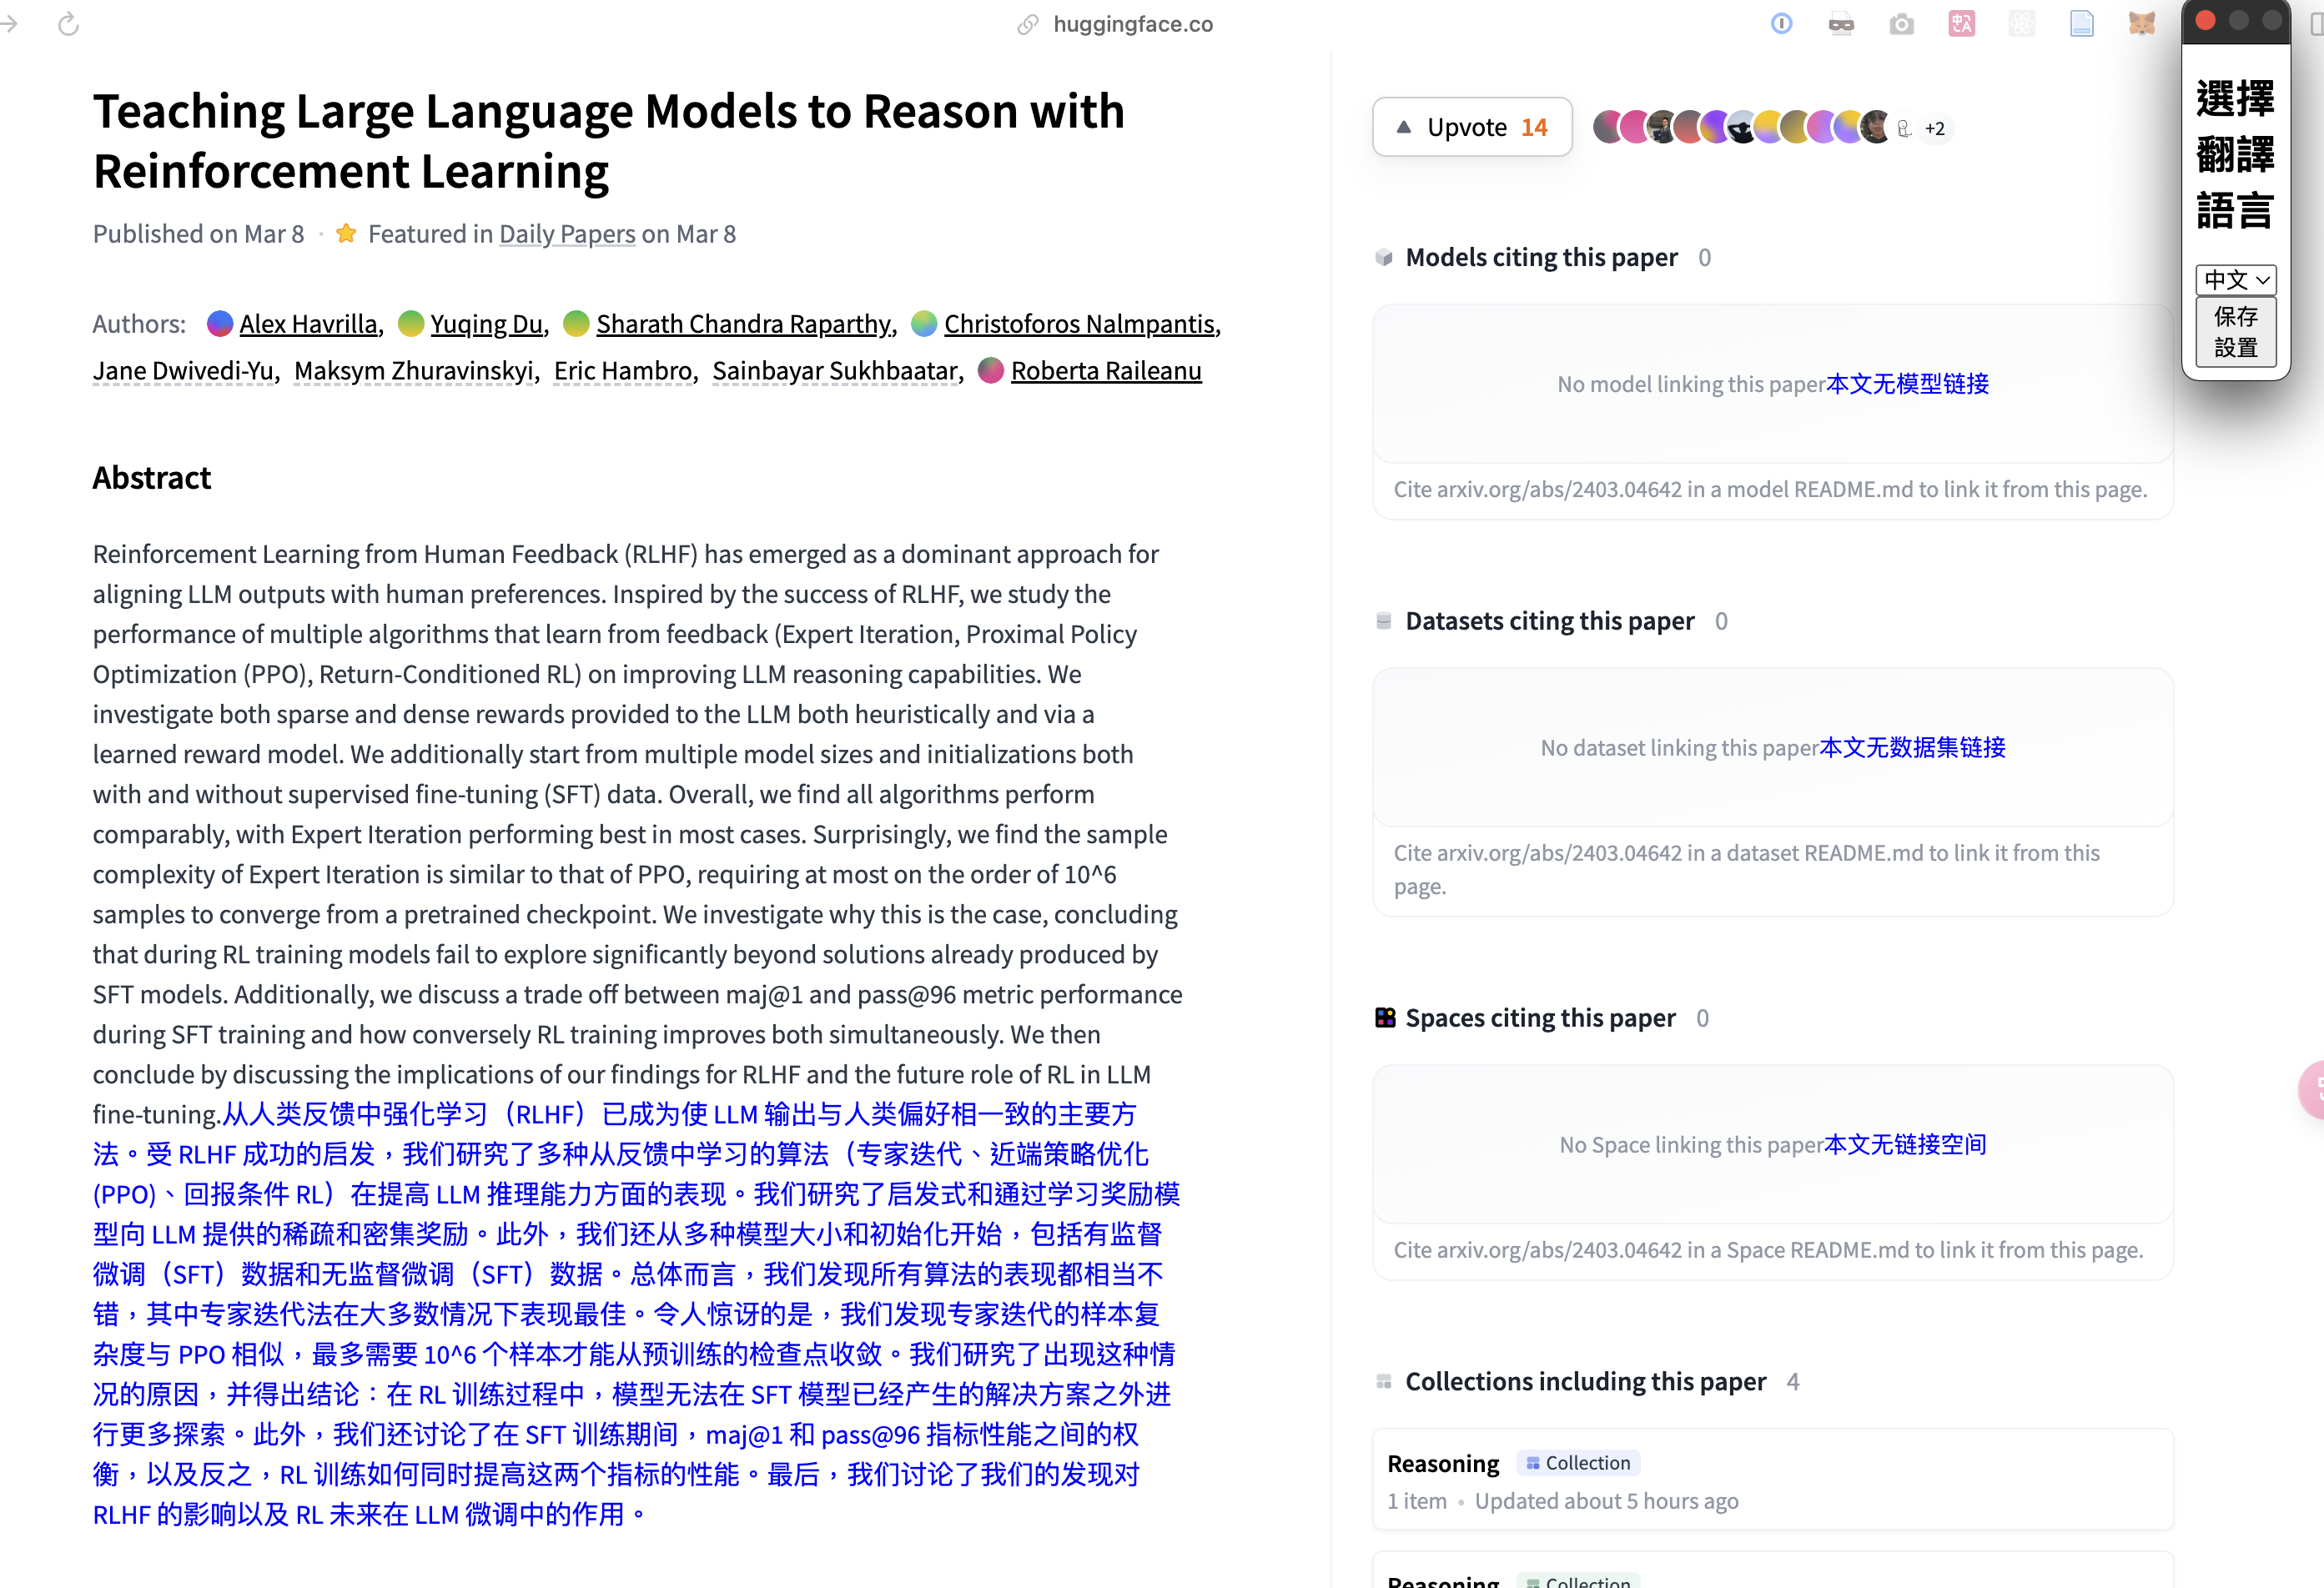 huggingface.co
Teaching Large Language Models to Reason with
Reinforcement Learning
Published on Mar 8 · Featured in Daily Papers on Mar 8
Authors: Alex Havrilla, Yuqing Du, Sharath Chandra Raparthy, Christoforos Nalmpantis,
Jane Dwivedi-Yu, Maksym Zhuravinskyi, Eric Hambro, Sainbayar Sukhbaatar, Roberta Raileanu
Abstract
Reinforcement Learning from Human Feedback (RLHF) has emerged as a dominant approach for
aligning LLM outputs with human preferences. Inspired by the success of RLHF, we study the
performance of multiple algorithms that learn from feedback (Expert Iteration, Proximal Policy
Optimization (PPO), Return-Conditioned RL) on improving LLM reasoning capabilities. We
investigate both sparse and dense rewards provided to the LLM both heuristically and via a
learned reward model. We additionally start from multiple model sizes and initializations both
with and without supervised fine-tuning (SFT) data. Overall, we find all algorithms perform
comparably, with Expert Iteration performing best in most cases. Surprisingly, we find the sample
complexity of Expert Iteration is similar to that of PPO, requiring at most on the order of 10^6
samples to converge from a pretrained checkpoint. We investigate why this is the case, concluding
that during RL training models fail to explore significantly beyond solutions already produced by
SFT models. Additionally, we discuss a trade off between maj@1 and pass@96 metric performance
during SFT training and how conversely RL training improves both simultaneously. We then
conclude by discussing the implications of our findings for RLHF and the future role of RL in LLM
fine-tuning.从人类反馈中强化学习（RLHF）已成为使 LLM 输出与人类偏好相一致的主要方
法。受 RLHF 成功的启发，我们研究了多种从反馈中学习的算法（专家迭代、近端策略优化
(PPO)、回报条件 RL）在提高 LLM 推理能力方面的表现。我们研究了启发式和通过学习奖励模
型向 LLM 提供的稀疏和密集奖励。此外，我们还从多种模型大小和初始化开始，包括有监督
微调（SFT）数据和无监督微调（SFT）数据。总体而言，我们发现所有算法的表现都相当不
错，其中专家迭代法在大多数情况下表现最佳。令人惊讶的是，我们发现专家迭代的样本复
杂度与 PPO 相似，最多需要 10^6 个样本才能从预训练的检查点收敛。我们研究了出现这种情
况的原因，并得出结论：在 RL 训练过程中，模型无法在 SFT 模型已经产生的解决方案之外进
行更多探索。此外，我们还讨论了在 SFT 训练期间，maj@1 和 pass@96 指标性能之间的权
衡，以及反之，RL 训练如何同时提高这两个指标的性能。最后，我们讨论了我们的发现对
RLHF 的影响以及 RL 未来在 LLM 微调中的作用。
Upvote 14
+2
Models citing this paper 0
No model linking this paper本文无模型链接
Cite arxiv.org/abs/2403.04642 in a model README.md to link it from this page.
Datasets citing this paper 0
No dataset linking this paper本文无数据集链接
Cite arxiv.org/abs/2403.04642 in a dataset README.md to link it from this
page.
Spaces citing this paper 0
No Space linking this paper本文无链接空间
Cite arxiv.org/abs/2403.04642 in a Space README.md to link it from this page.
Collections including this paper 4
Reasoning Collection
1 item • Updated about 5 hours ago
Reasoning Collection
選擇
翻譯
語言
中文
保存
設置